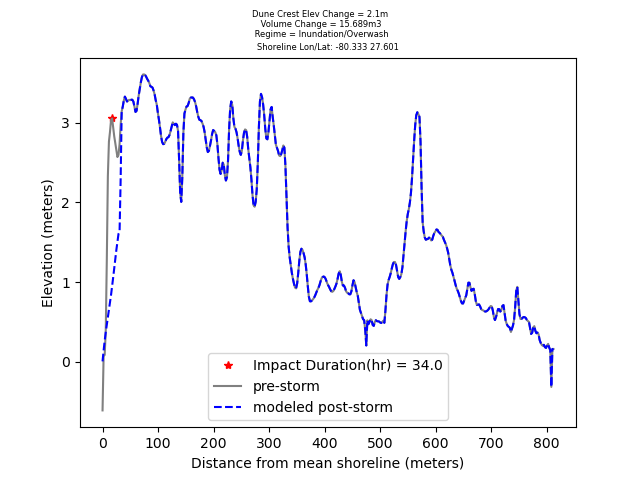 Dune Crest Elev Change = 2.1m
Volume Change = 15.689m3
Regime = Inundation/Overwash
Shoreline Lon/Lat: -80.333 27.601
3
2
1
0
Elevation (meters)
Impact Duration(hr) = 34.0
pre-storm
modeled post-storm
0 100 200 300 400 500 600 700 800
Distance from mean shoreline (meters)